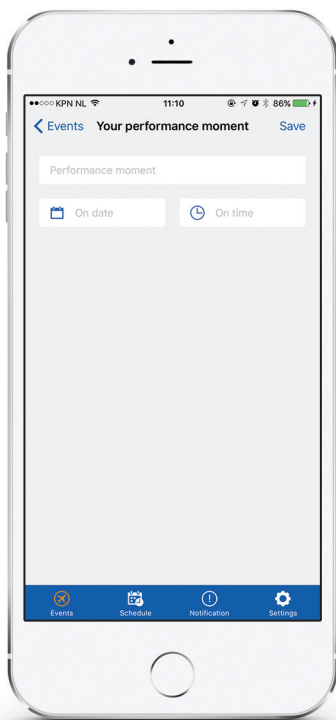 KPN NL 11:10 86%
Events Your performance moment Save
Performance moment
On date On time
Events Schedule Notification Settings